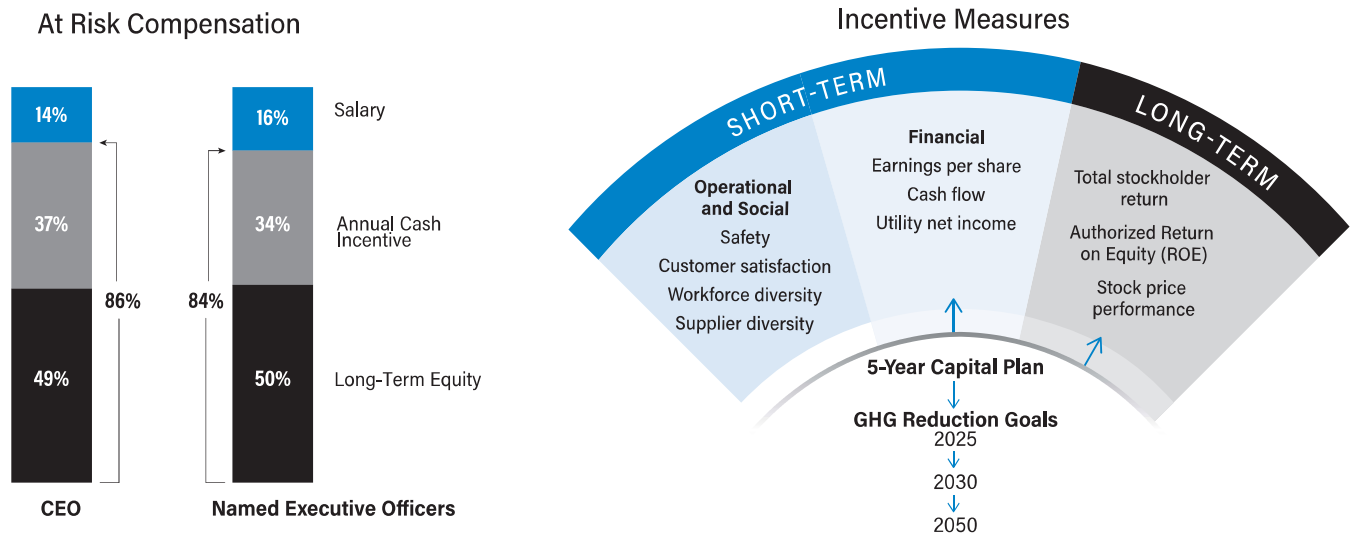 At Risk Compensation
14%
37%
49%
86%
CEO
16%
34%
50%
84%
Named Executive Officers
Salary
Annual Cash
Incentive
Long-Term Equity
Incentive Measures
SHORT-TERM
LONG-TERM
Operational
and Social
Safety
Customer satisfaction
Workforce diversity
Supplier diversity
Financial
Earnings per share
Cash flow
Utility net income
Total stockholder
return
Authorized Return
on Equity (ROE)
Stock price
performance
5-Year Capital Plan
GHG Reduction Goals
2025
2030
2050